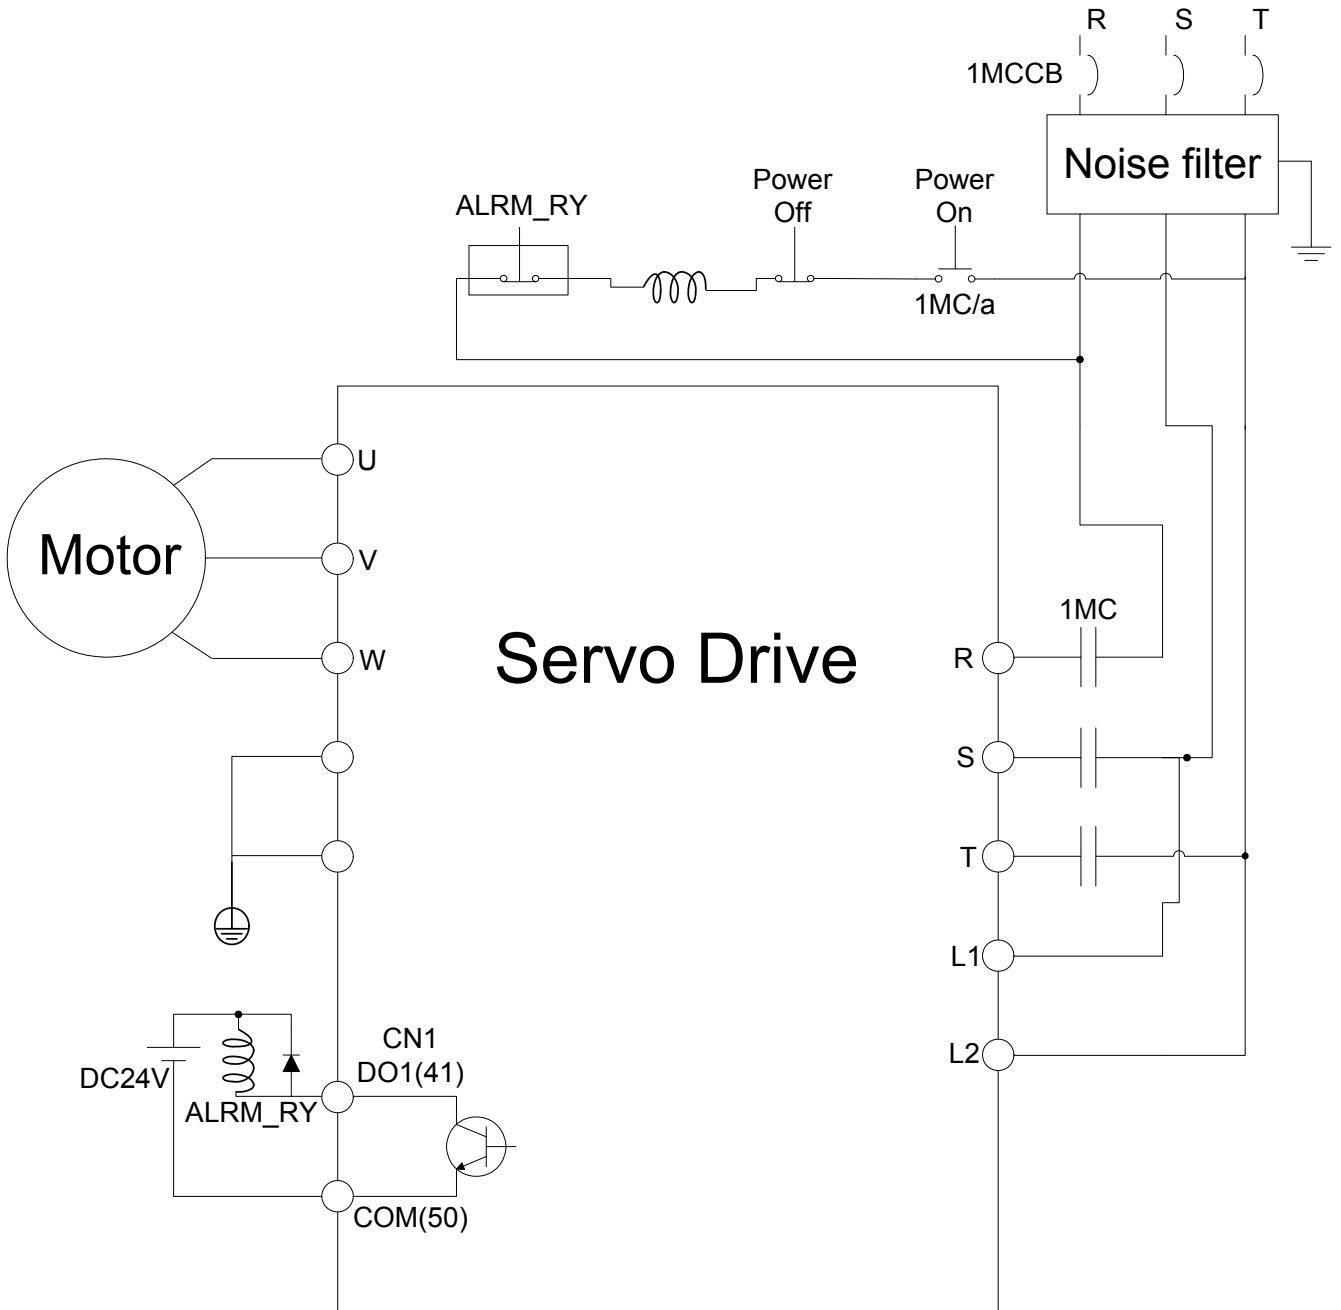 R S T
1MCCB
Noise filter
Power
Off
Power
On
ALRM_RY
1MC/a
U
Motor
V
1MC
W
Servo Drive
R
S
T
L1
CN1
DO1(41)
L2
DC24V
ALRM_RY
COM(50)